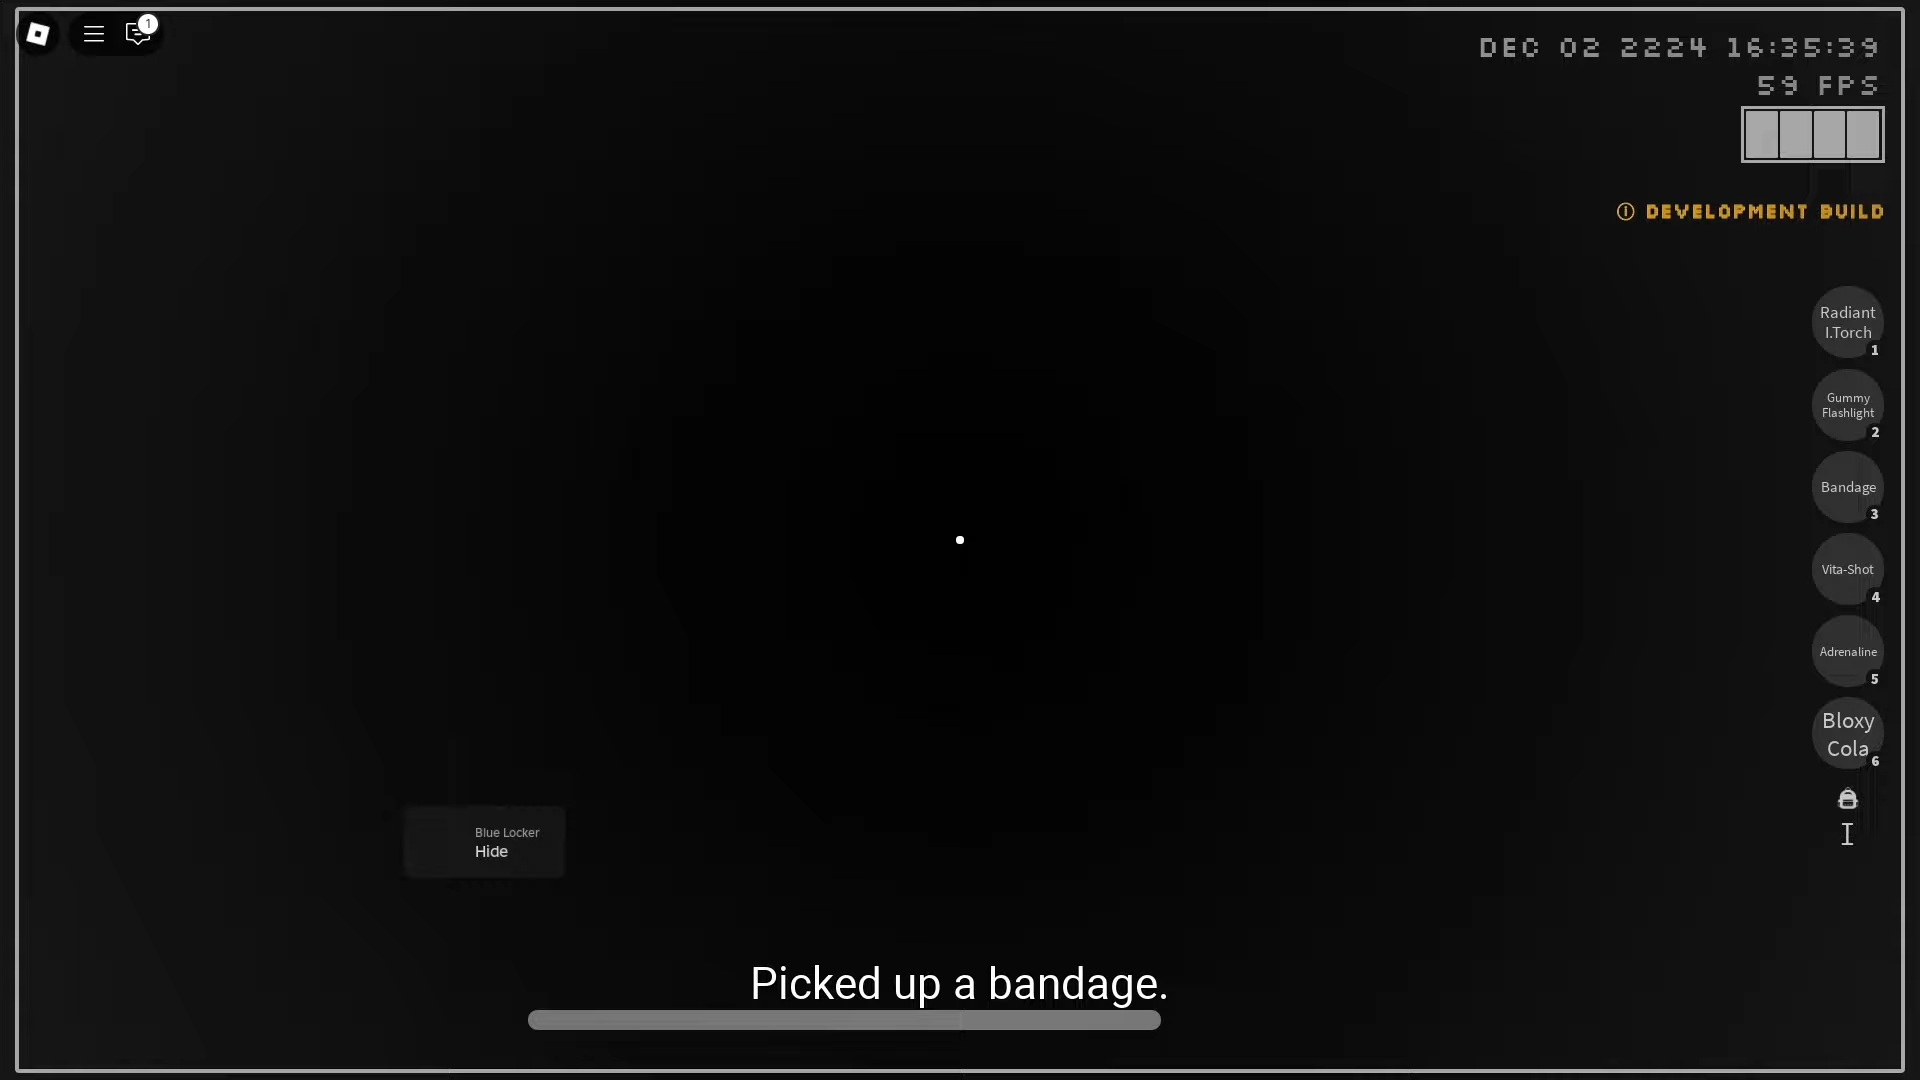 1
DEC 02 2224 16:35:39
59 FPS
DEVELOPMENT BUILD
Radiant
I.Torch
1
Gummy
Flashlight
2
Bandage
3
Vita-Shot
4
Adrenaline
5
Bloxy
Cola
6
Blue Locker
Hide
Picked up a bandage.